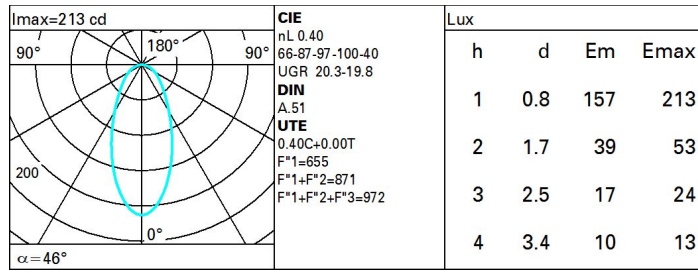 Imax=213 cd
90° 180° 90°
200
0°
α=46°
CIE
nL 0.40
66-87-97-100-40
UGR 20.3-19.8
DIN
A.51
UTE
0.40C+0.00T
F"1=655
F"1+F"2=871
F"1+F"2+F"3=972
Lux
h d Em Emax
1 0.8 157 213
2 1.7 39 53
3 2.5 17 24
4 3.4 10 13